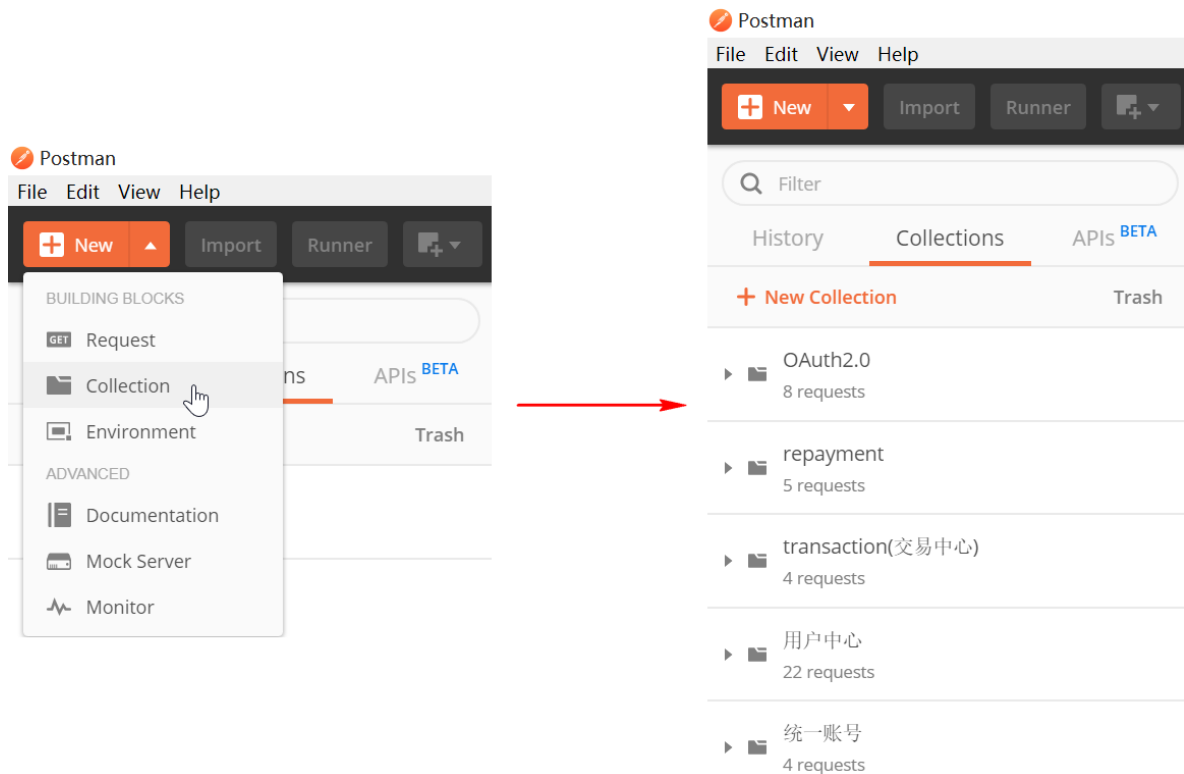 Postman
File Edit View Help
New Import Runner
BUILDING BLOCKS
GET Request
Collection
ns APIs BETA
Environment
Trash
ADVANCED
Documentation
Mock Server
Monitor
Postman
File Edit View Help
New Import Runner
Filter
History Collections APIs BETA
+ New Collection Trash
OAuth2.0
8 requests
repayment
5 requests
transaction(交易中心)
4 requests
用户中心
22 requests
统一账号
4 requests